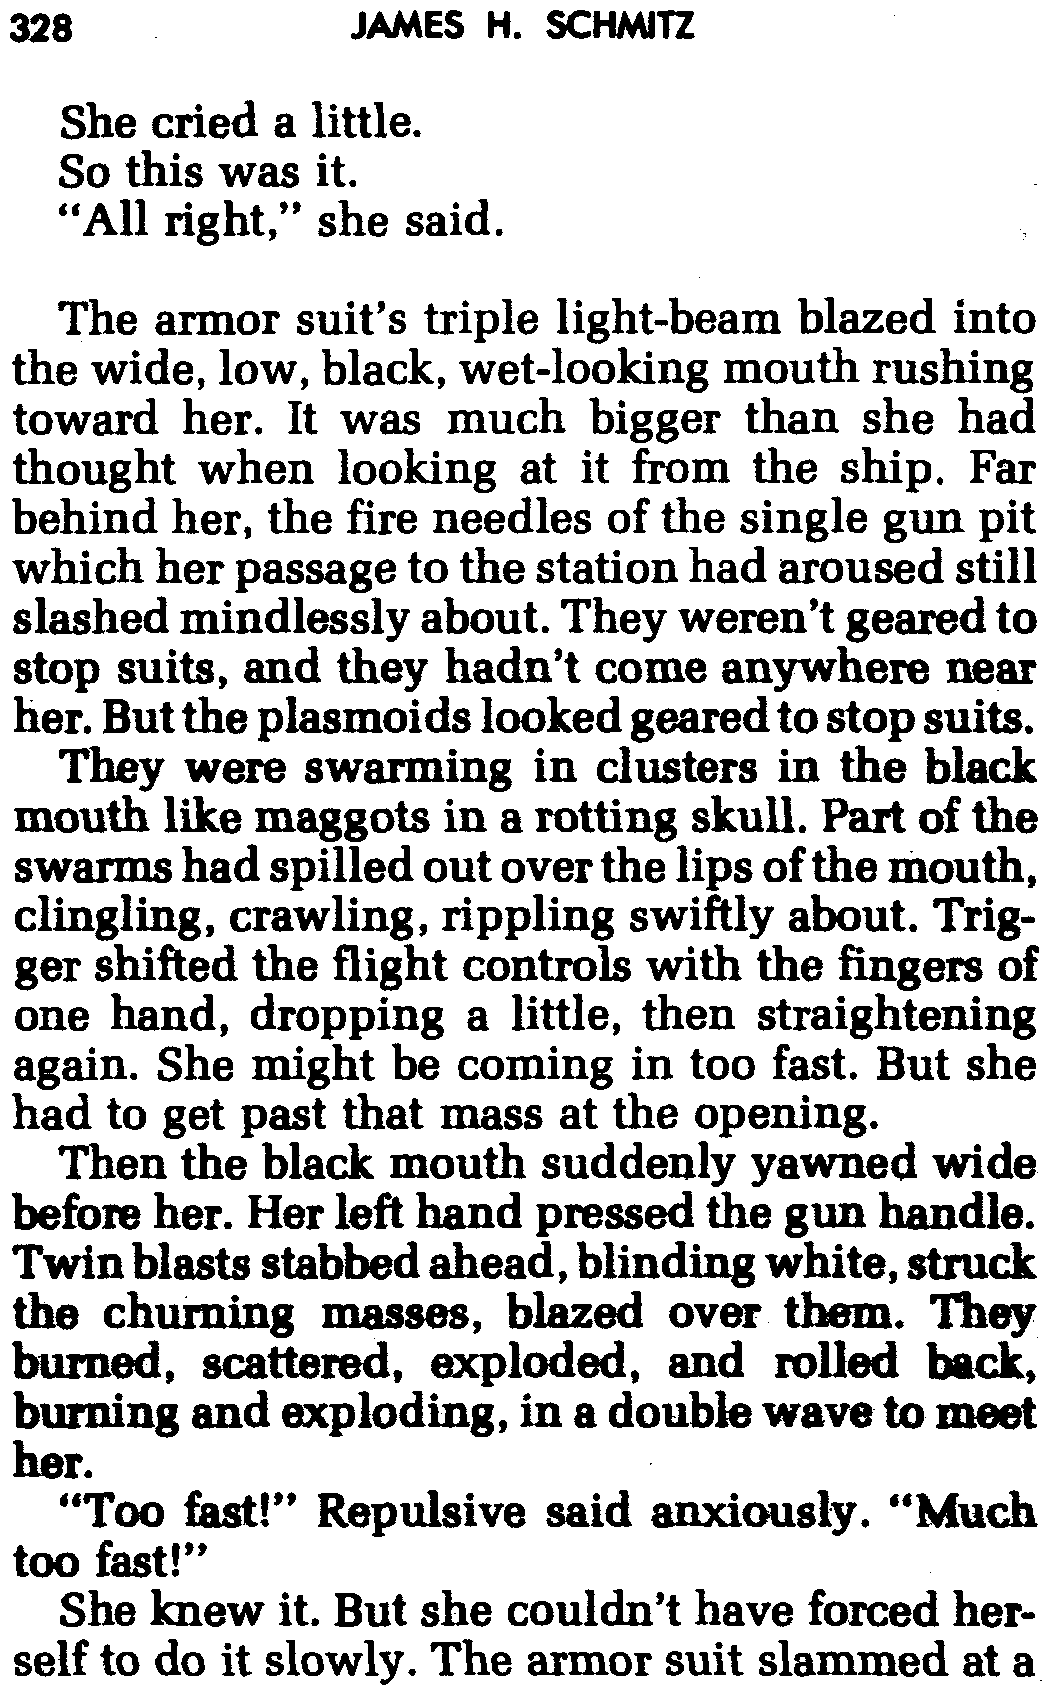 328 JAMES H. SCHMITZ
She cried a little.
So this was it.
“All right,” she said.
The armor suit’s triple light-beam blazed into
the wide, low, black, wet-looking mouth rushing
toward her. It was much bigger than she had
thought when looking at it from the ship. Far
behind her, the fire needles of the single gun pit
which her passage to the station had aroused still
slashed mindlessly about. They weren’t geared to
stop suits, and they hadn’t come anywhere near
her. But the plasmoids looked geared to stop suits.
They were swarming in clusters in the black
mouth like maggots in a rotting skull. Part of the
swarms had spilled out over the lips of the mouth,
clingling, crawling, rippling swiftly about. Trig-
ger shifted the flight controls with the fingers of
one hand, dropping a little, then straightening
again. She might be coming in too fast. But she
had to get past that mass at the opening.
Then the black mouth suddenly yawned wide
before her. Her left hand pressed the gun handle.
Twin blasts stabbed ahead, blinding white, struck
the churning masses, blazed over them. They
burned, scattered, exploded, and rolled back,
burning and exploding, in a double wave to meet
her.
“Too fast!” Repulsive said anxiously. “Much
too fast!”
She knew it. But she couldn’t have forced her-
self to do it slowly. The armor suit slammed at a